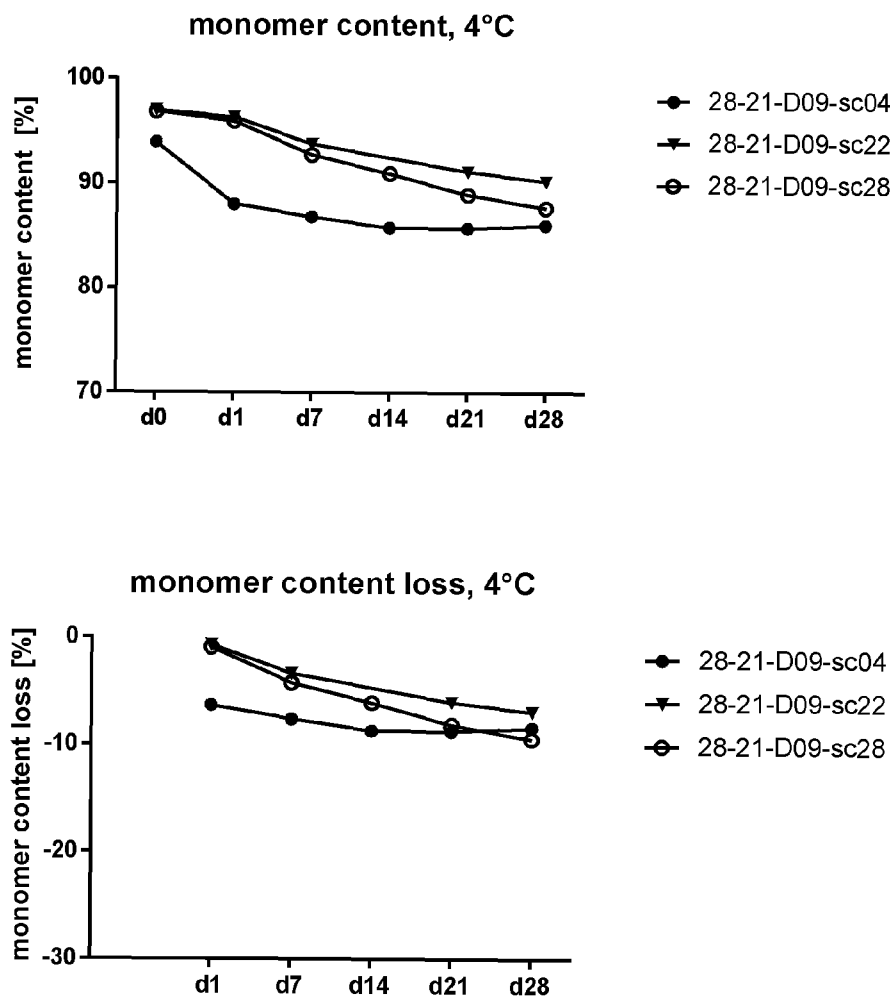 monomer content, 4°C
monomer content [%]
100
90
80
70
d0 d1 d7 d14 d21 d28
28-21-D09-sc04
28-21-D09-sc22
28-21-D09-sc28
monomer content loss, 4°C
monomer content loss [%]
0
-10
-20
-30
d1 d7 d14 d21 d28
28-21-D09-sc04
28-21-D09-sc22
28-21-D09-sc28